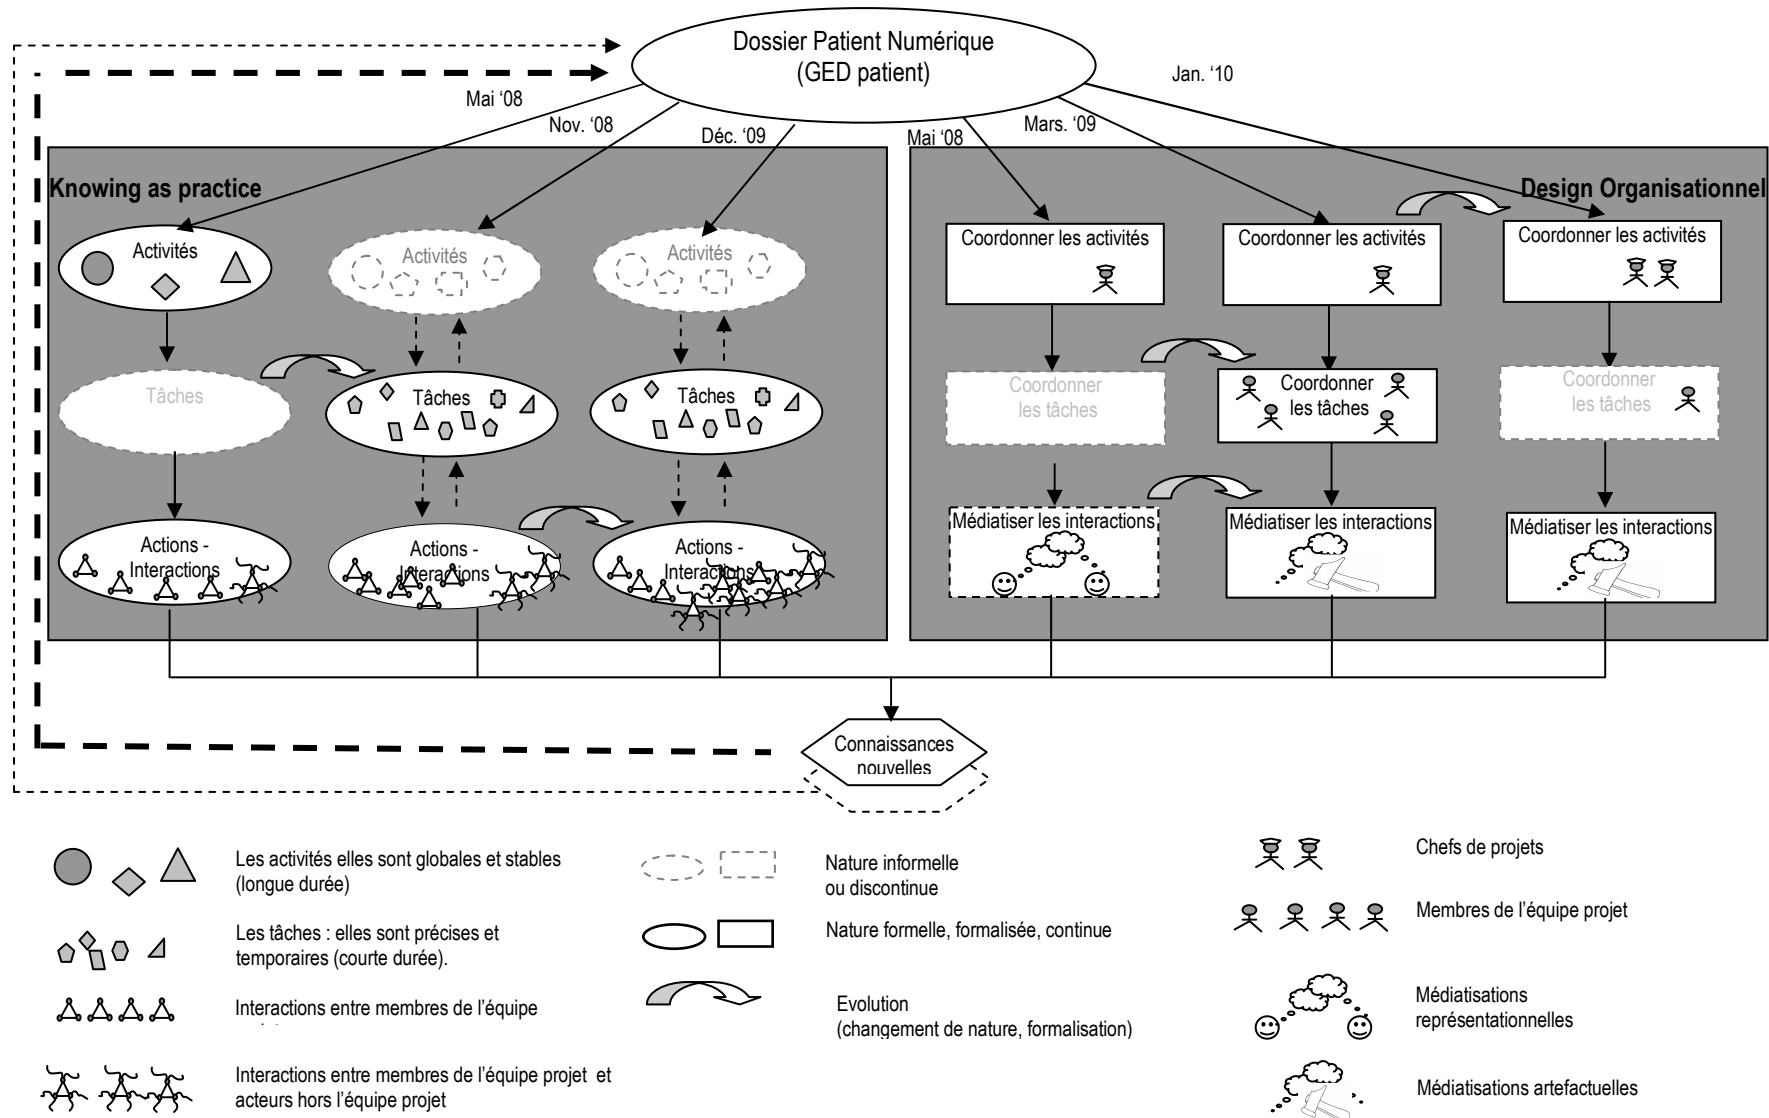 Dossier Patient Numérique
(GED patient)
Mai ‘08
Nov. ‘08
Déc. ‘09
Mai ‘08
Mars. ‘09
Jan. ‘10
Knowing as practice
Design Organisationnel
Activités
Activités
Activités
Tâches
Tâches
Tâches
Actions -
Interactions
Actions -
Interactions
Actions -
Interactions
Coordonner les activités
Coordonner les activités
Coordonner les activités
Coordonner
les tâches
Coordonner
les tâches
Coordonner
les tâches
Médiatiser les interactions
Médiatiser les interactions
Médiatiser les interactions
Connaissances
nouvelles
Les activités elles sont globales et stables
(longue durée)
Les tâches : elles sont précises et
temporaires (courte durée).
Interactions entre membres de l’équipe
Interactions entre membres de l’équipe projet et
acteurs hors l’équipe projet
Nature informelle
ou discontinue
Nature formelle, formalisée, continue
Evolution
(changement de nature, formalisation)
Chefs de projets
Membres de l’équipe projet
Médiatisations
représentationnelles
Médiatisations artefactuelles